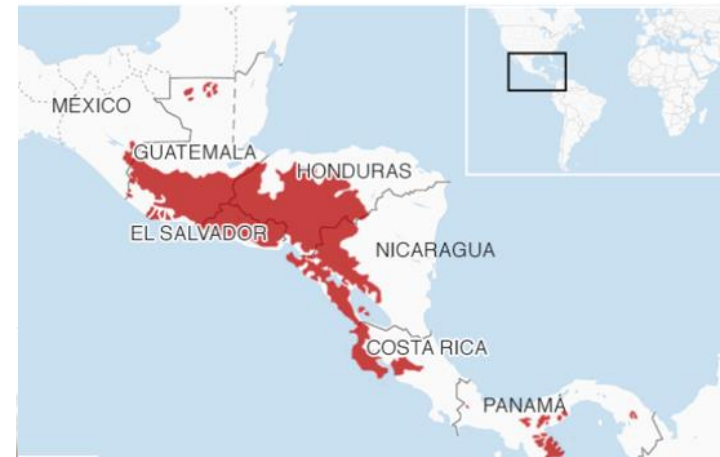 MÉXICO
GUATEMALA
HONDURAS
EL SALVADOR
NICARAGUA
COSTA RICA
PANAMÁ